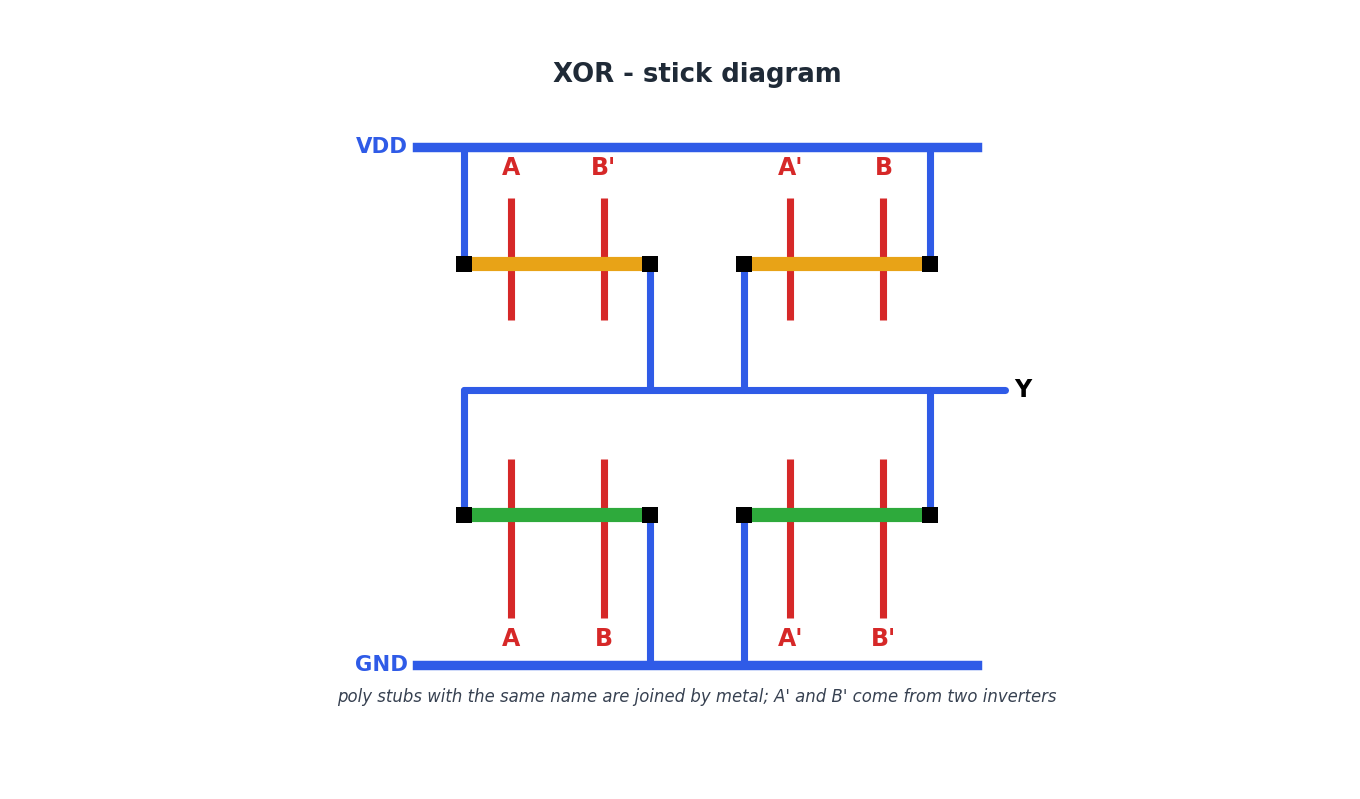 XOR - stick diagram
VDD
A B' A' B
Y
A B A' B'
GND
poly stubs with the same name are joined by metal; A' and B' come from two inverters